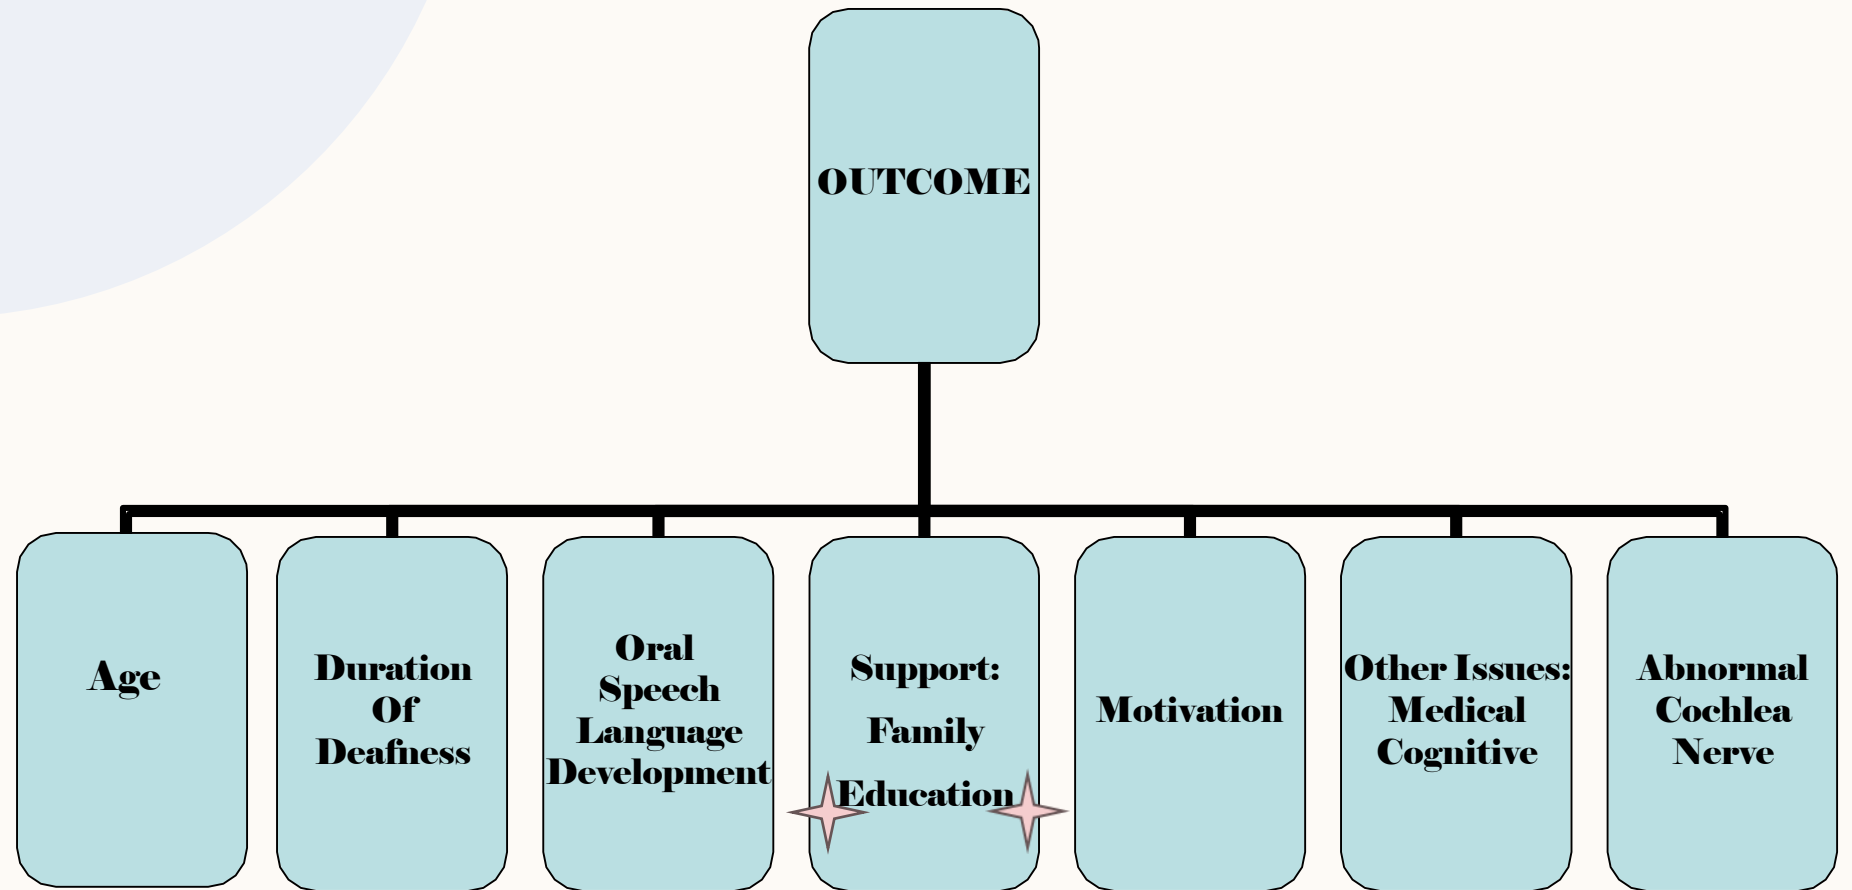 OUTCOME
Age
Duration
Of
Deafness
Oral
Speech
Language
Development
Support:
Family
Education
Motivation
Other Issues:
Medical
Cognitive
Abnormal
Cochlea
Nerve